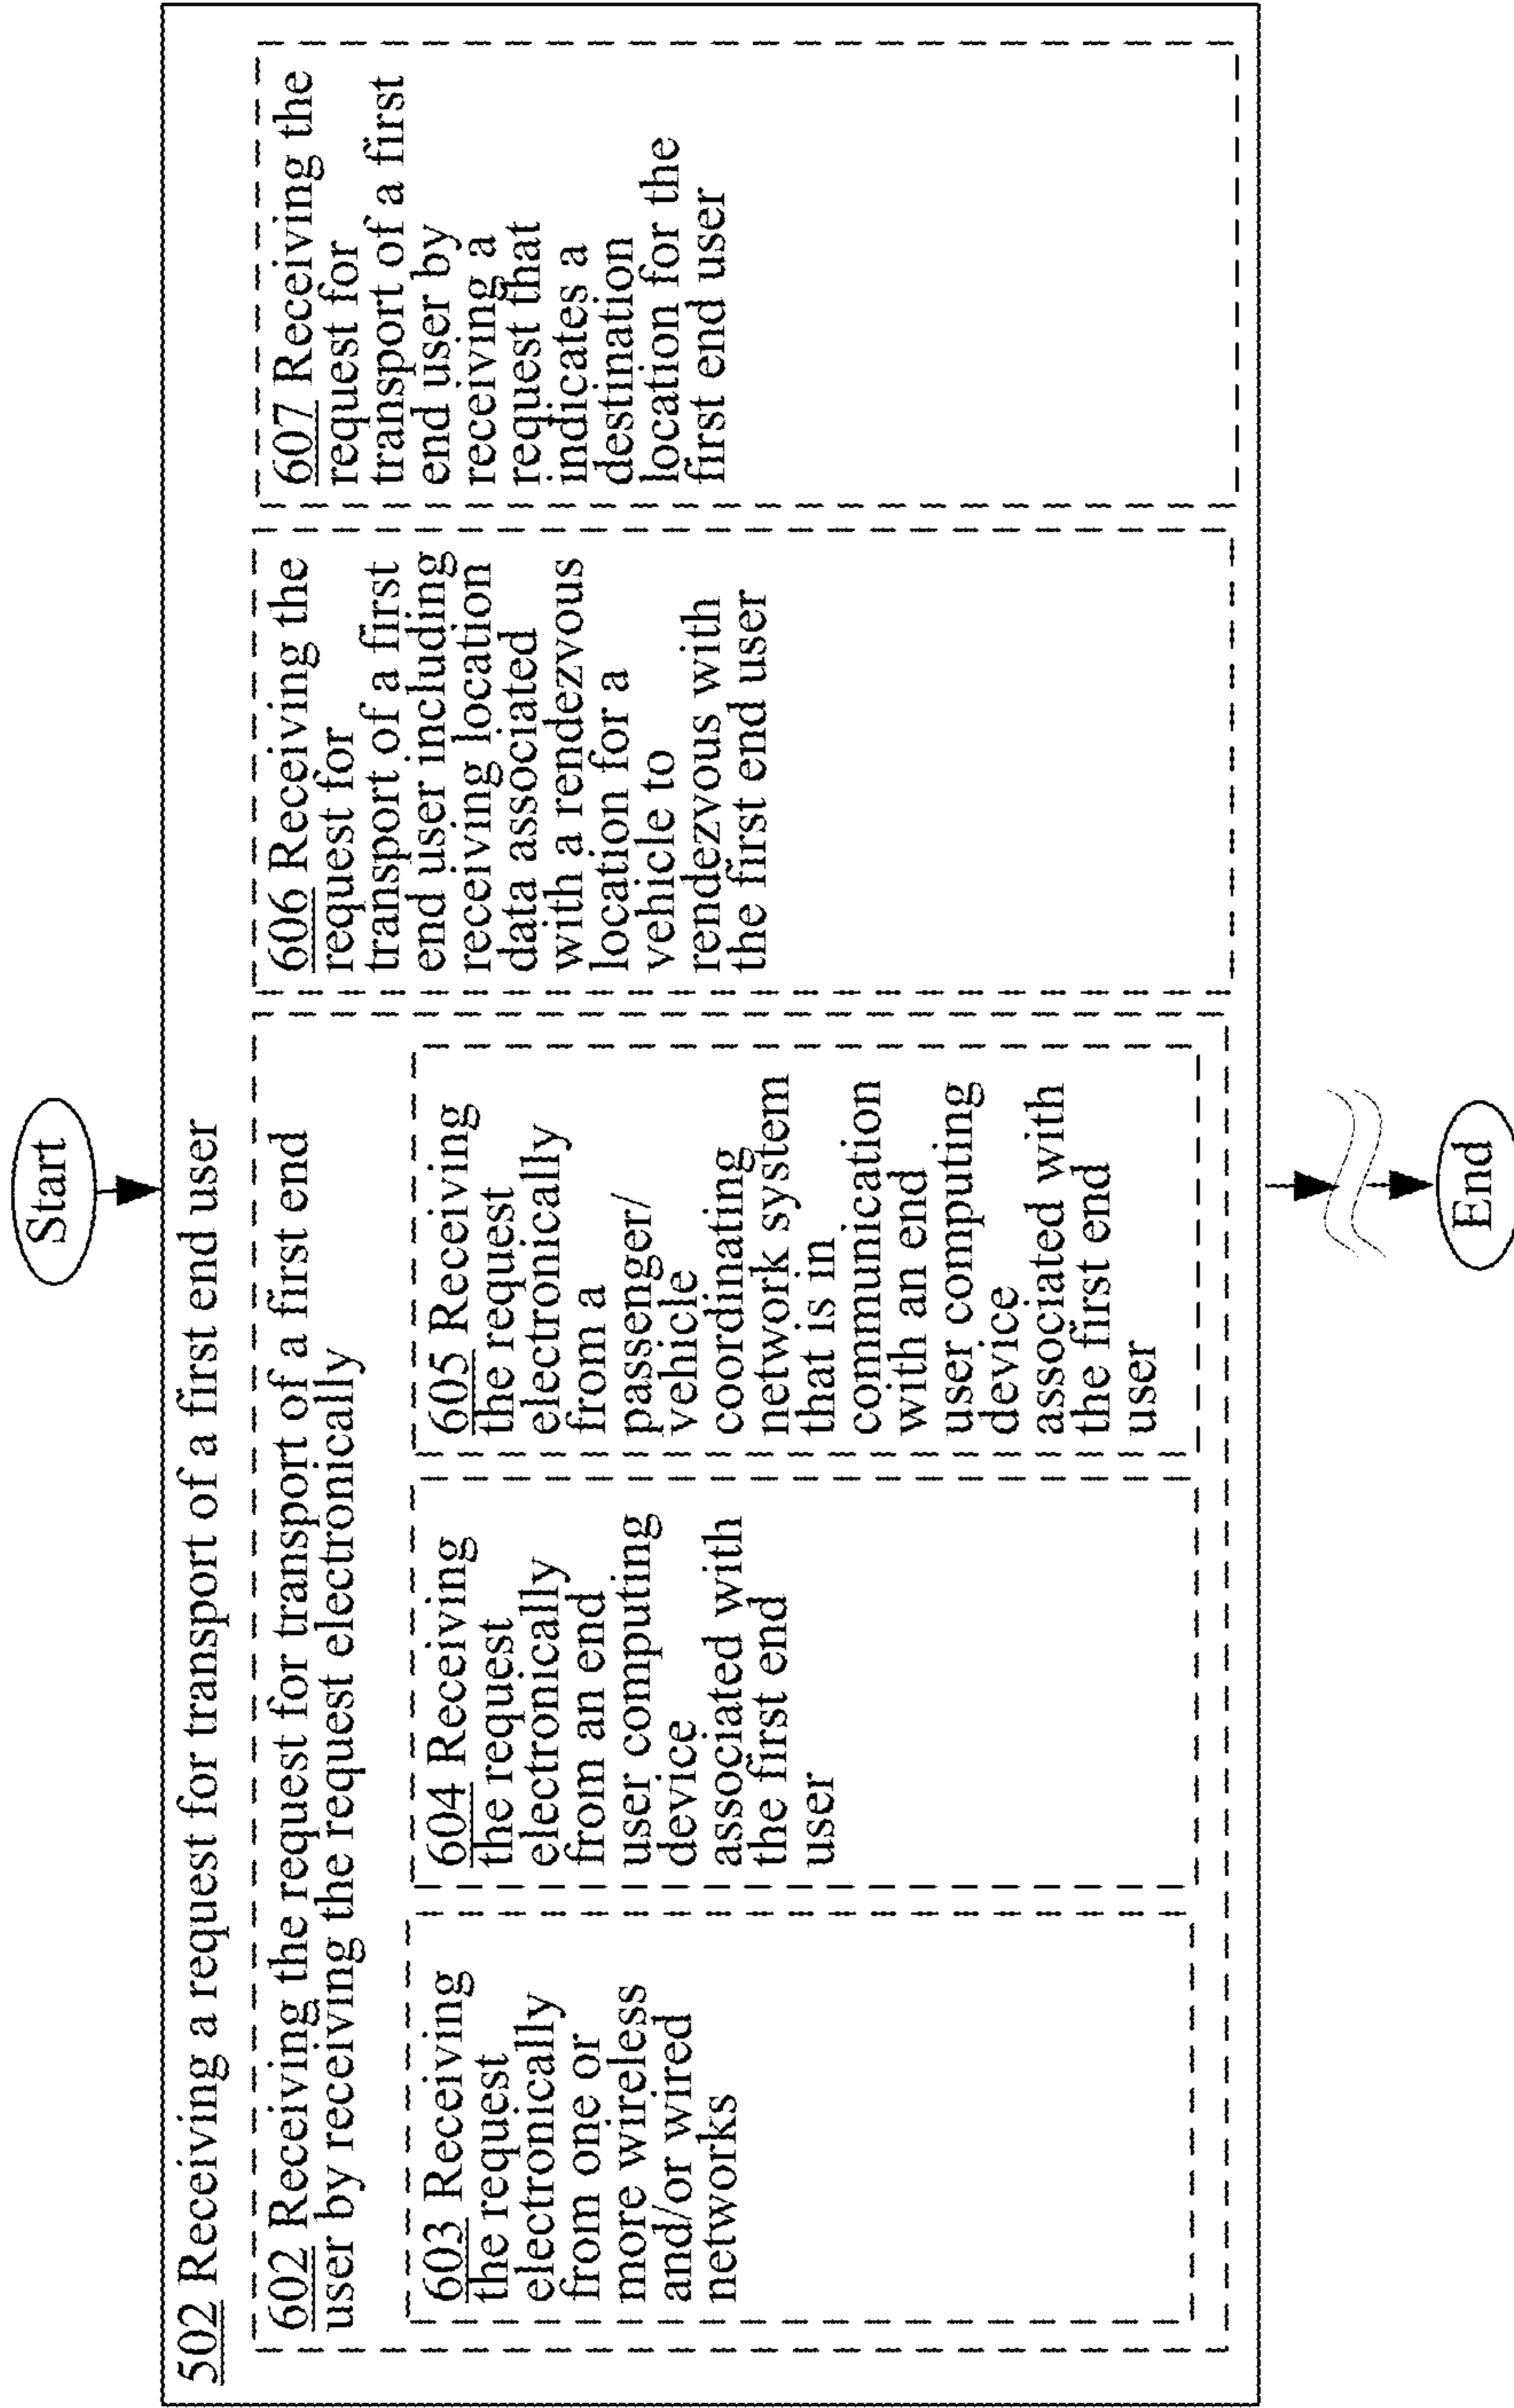 Start
502 Receiving a request for transport of a first end user
602 Receiving the request for transport of a first end
user by receiving the request electronically
603 Receiving
the request
electronically
from one or
more wireless
and/or wired
networks
604 Receiving
the request
electronically
from an end
user computing
device
associated with
the first end
user
605 Receiving
the request
electronically
from a
passenger/
vehicle
coordinating
network system
that is in
communication
with an end
user computing
device
associated with
the first end
user
606 Receiving the
request for
transport of a first
end user including
receiving location
data associated
with a rendezvous
location for a
vehicle to
rendezvous with
the first end user
607 Receiving the
request for
transport of a first
end user by
receiving a
request that
indicates a
destination
location for the
first end user
End